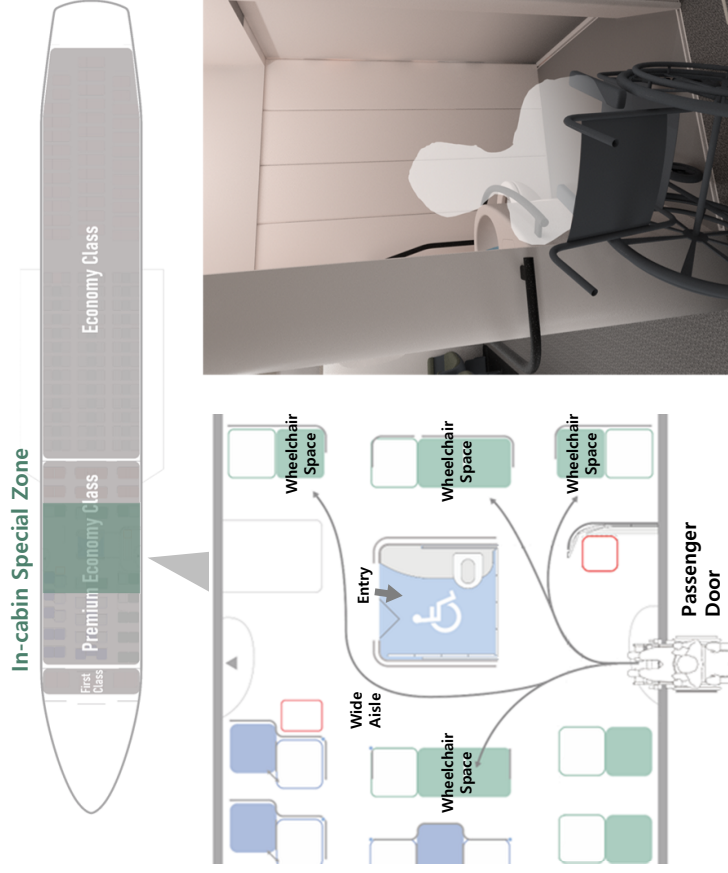 In-cabin Special Zone
First
Class
Premium Economy Class
Economy Class
Wheelchair
Space
Wheelchair
Space
Wheelchair
Space
Entry
Wide
Aisle
Wheelchair
Space
Passenger
Door